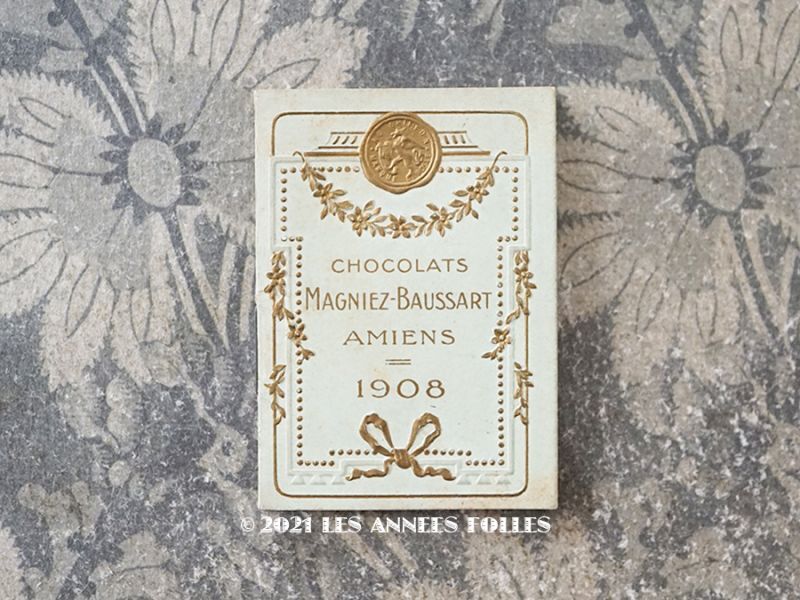 CHOCOLATS
MAGNIEZ-BAUSSART
AMIENS
1908
© 2021 LES ANNEES FOLLES